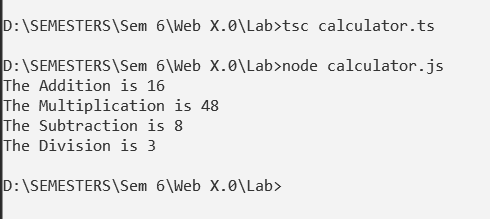 D:\SEMESTERS\Sem 6\Web X.0\Lab>tsc calculator.ts
D:\SEMESTERS\Sem 6\Web X.0\Lab>node calculator.js
The Addition is 16
The Multiplication is 48
The Subtraction is 8
The Division is 3
D:\SEMESTERS\Sem 6\Web X.0\Lab>